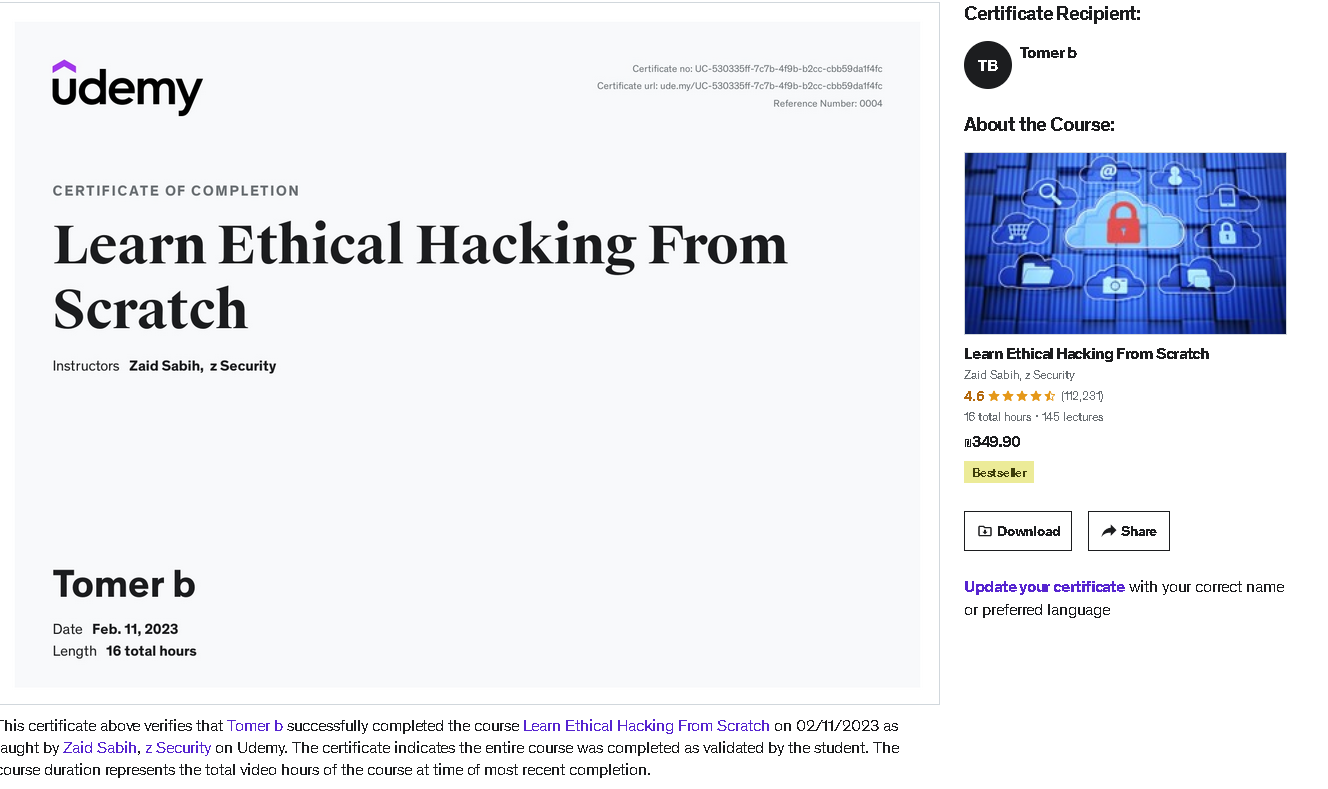 udemy
Certificate no: UC-530335ff-7c7b-4f9b-b2cc-cbb59da1f4fc
Certificate url: ude.my/UC-530335ff-7c7b-4f9b-b2cc-cbb59da1f4fc
Reference Number: 0004
CERTIFICATE OF COMPLETION
Learn Ethical Hacking From
Scratch
Instructors Zaid Sabih, z Security
Tomer b
Date Feb. 11, 2023
Length 16 total hours
This certificate above verifies that Tomer b successfully completed the course Learn Ethical Hacking From Scratch on 02/11/2023 as
taught by Zaid Sabih, z Security on Udemy. The certificate indicates the entire course was completed as validated by the student. The
course duration represents the total video hours of the course at time of most recent completion.
Certificate Recipient:
TB
Tomer b
About the Course:
@
Learn Ethical Hacking From Scratch
Zaid Sabih, z Security
4.6 (112,231)
16 total hours • 145 lectures
₪349.90
Bestseller
Download
Share
Update your certificate with your correct name
or preferred language